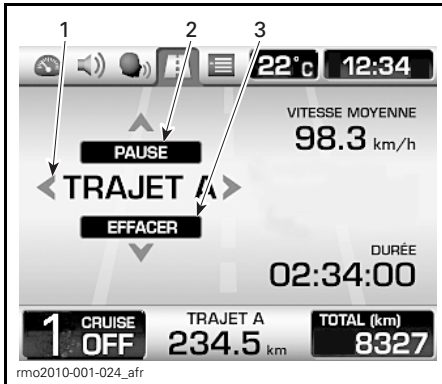 1 2 3
22°c 12:34
VITESSE MOYENNE
98.3 km/h
PAUSE
TRAJET A
EFFACER
DURÉE
02:34:00
1 CRUISE OFF
TRAJET A
234.5 km
TOTAL (km)
8327
rmo2010-001-024_afr